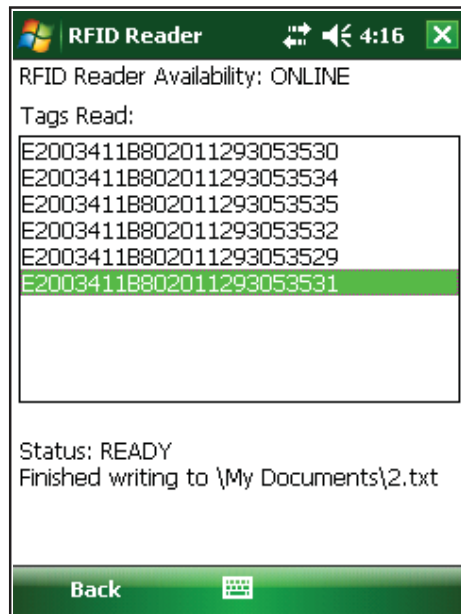 RFID Reader 4:16
RFID Reader Availability: ONLINE
Tags Read:
E2003411B802011293053530
E2003411B802011293053534
E2003411B802011293053535
E2003411B802011293053532
E2003411B802011293053529
E2003411B802011293053531
Status: READY
Finished writing to \My Documents\2.txt
Back